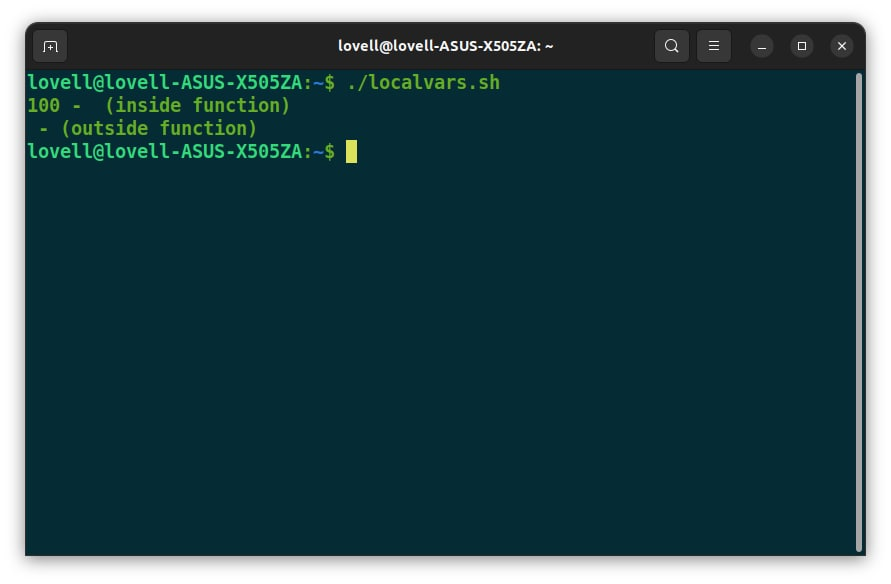 lovell@lovell-ASUS-X505ZA: ~
lovell@lovell-ASUS-X505ZA:~$ ./localvars.sh
100 -  (inside function)
 - (outside function)
lovell@lovell-ASUS-X505ZA:~$